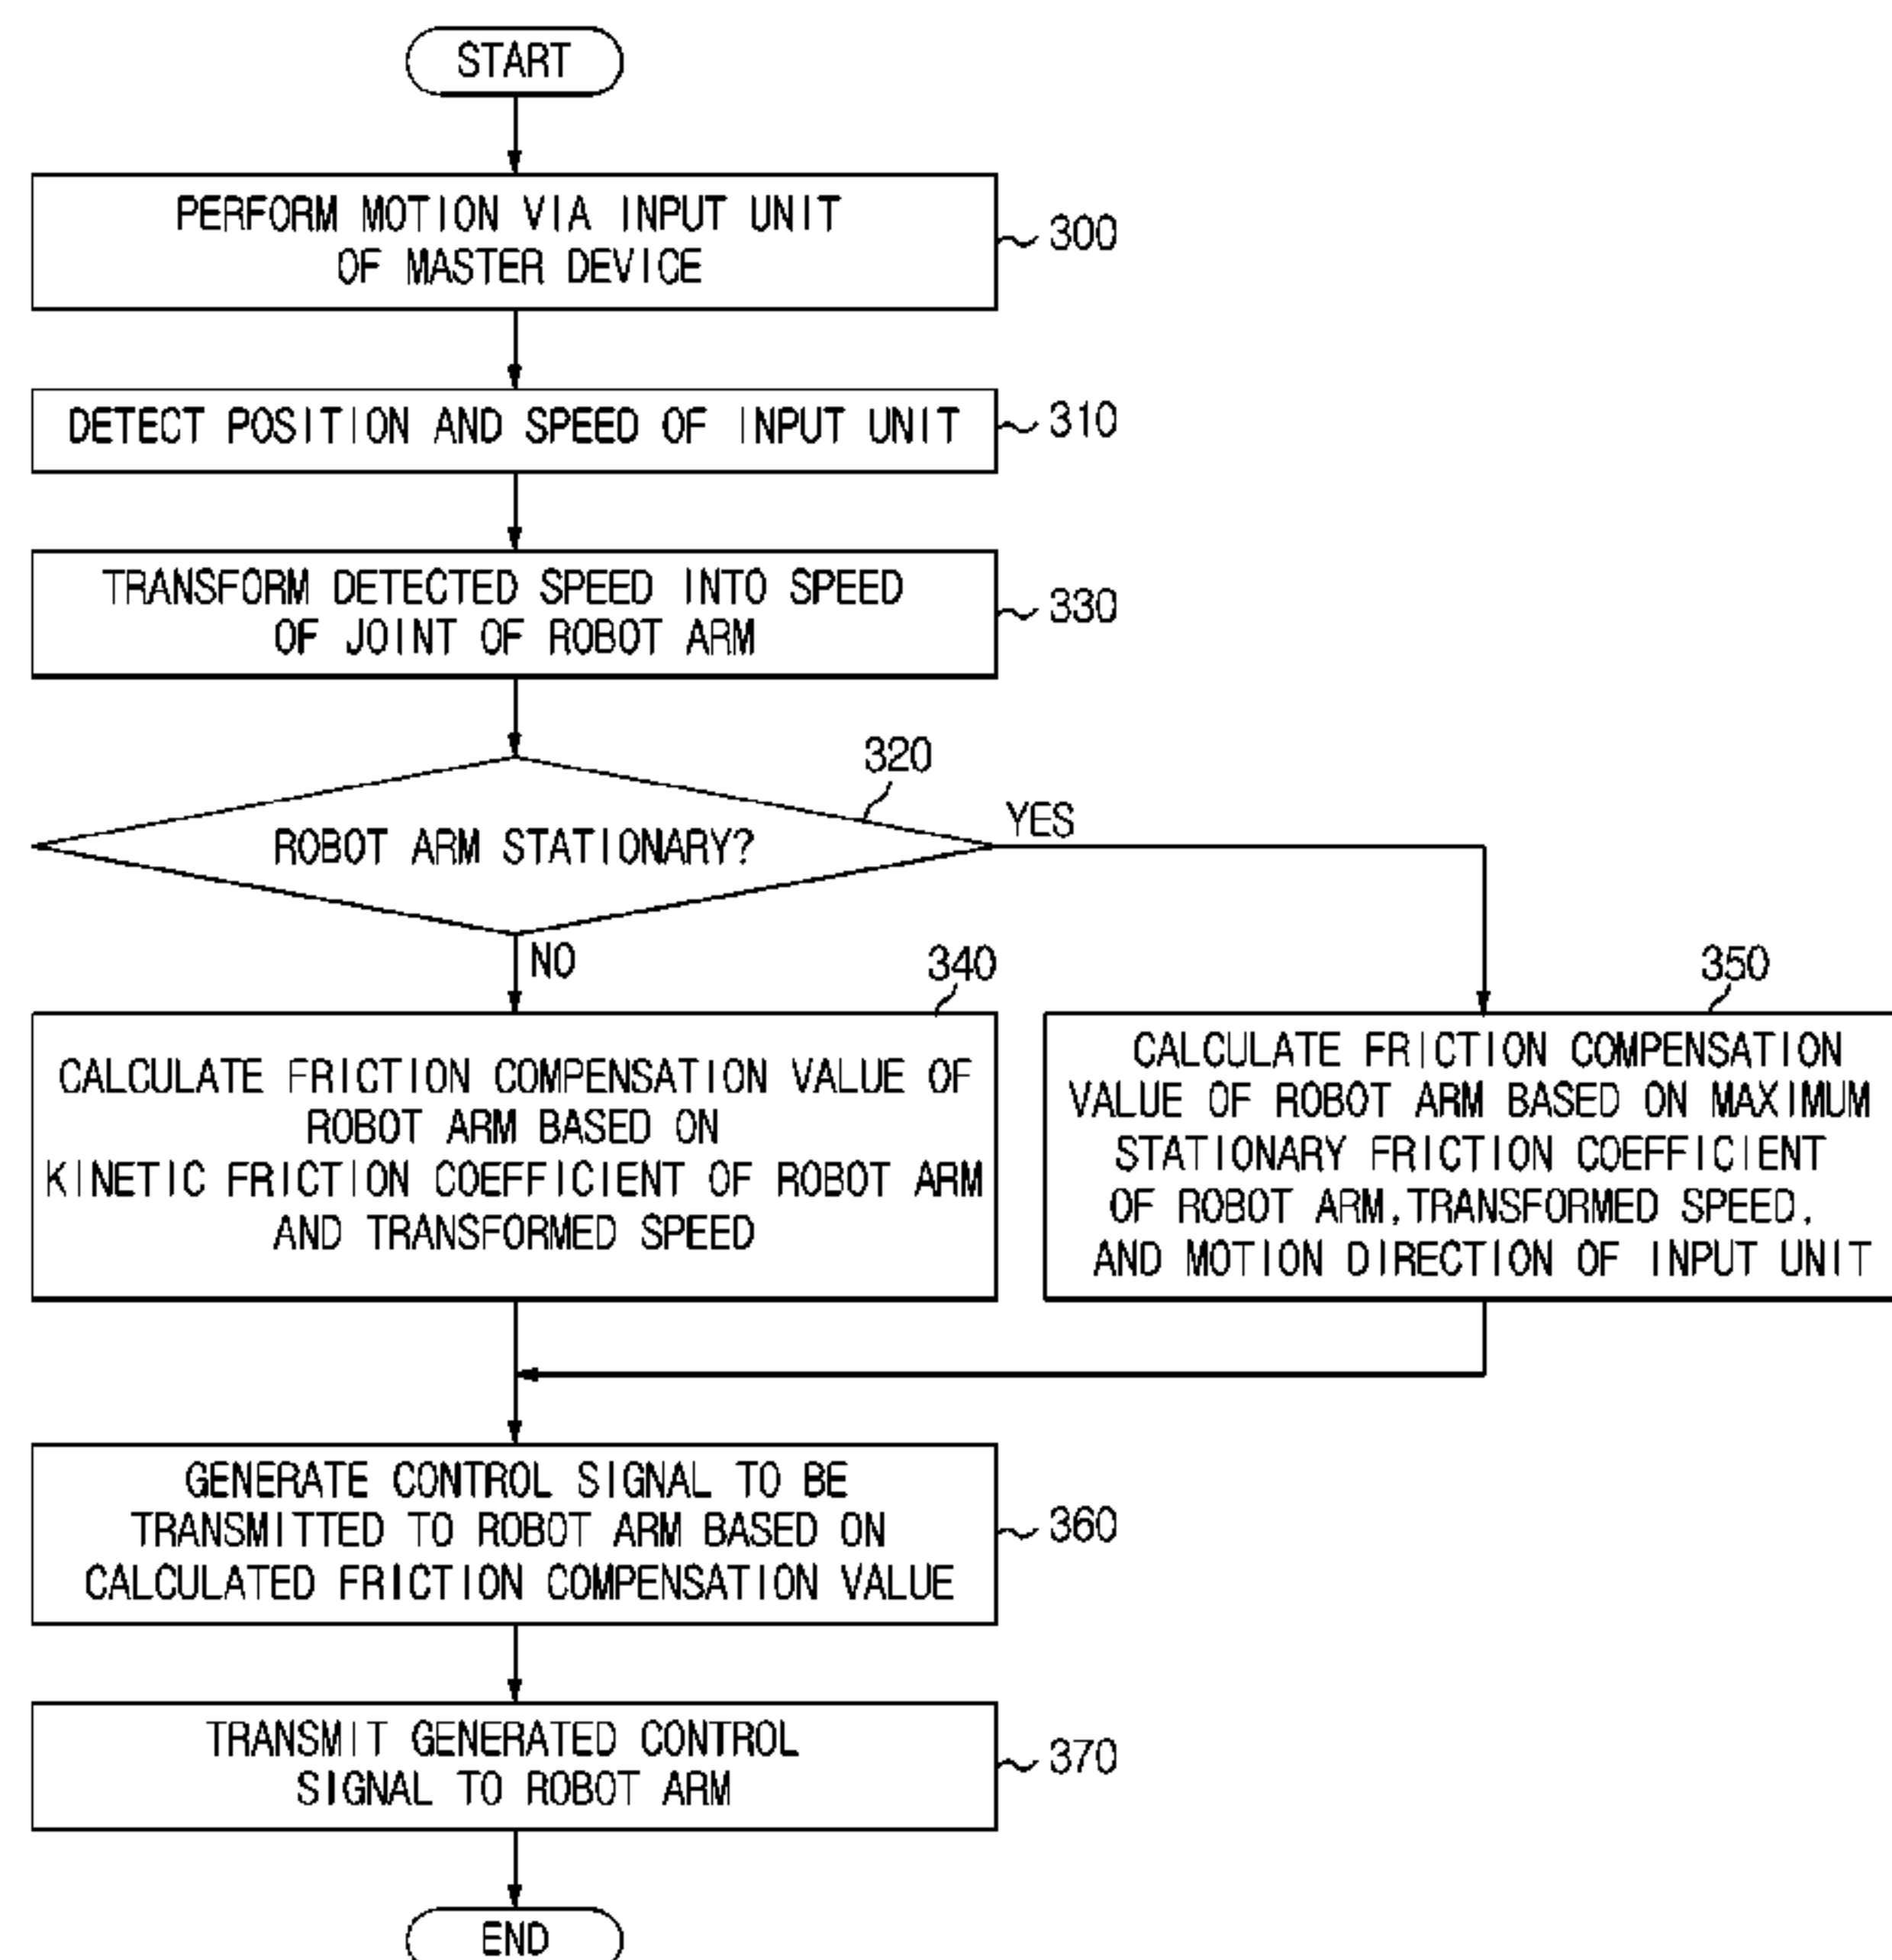 START
PERFORM MOTION VIA INPUT UNIT
OF MASTER DEVICE
300
DETECT POSITION AND SPEED OF INPUT UNIT
310
TRANSFORM DETECTED SPEED INTO SPEED
OF JOINT OF ROBOT ARM
330
320
ROBOT ARM STATIONARY?
YES
NO
340
CALCULATE FRICTION COMPENSATION VALUE OF
ROBOT ARM BASED ON
KINETIC FRICTION COEFFICIENT OF ROBOT ARM
AND TRANSFORMED SPEED
350
CALCULATE FRICTION COMPENSATION
VALUE OF ROBOT ARM BASED ON MAXIMUM
STATIONARY FRICTION COEFFICIENT
OF ROBOT ARM, TRANSFORMED SPEED,
AND MOTION DIRECTION OF INPUT UNIT
GENERATE CONTROL SIGNAL TO BE
TRANSMITTED TO ROBOT ARM BASED ON
CALCULATED FRICTION COMPENSATION VALUE
360
TRANSMIT GENERATED CONTROL
SIGNAL TO ROBOT ARM
370
END